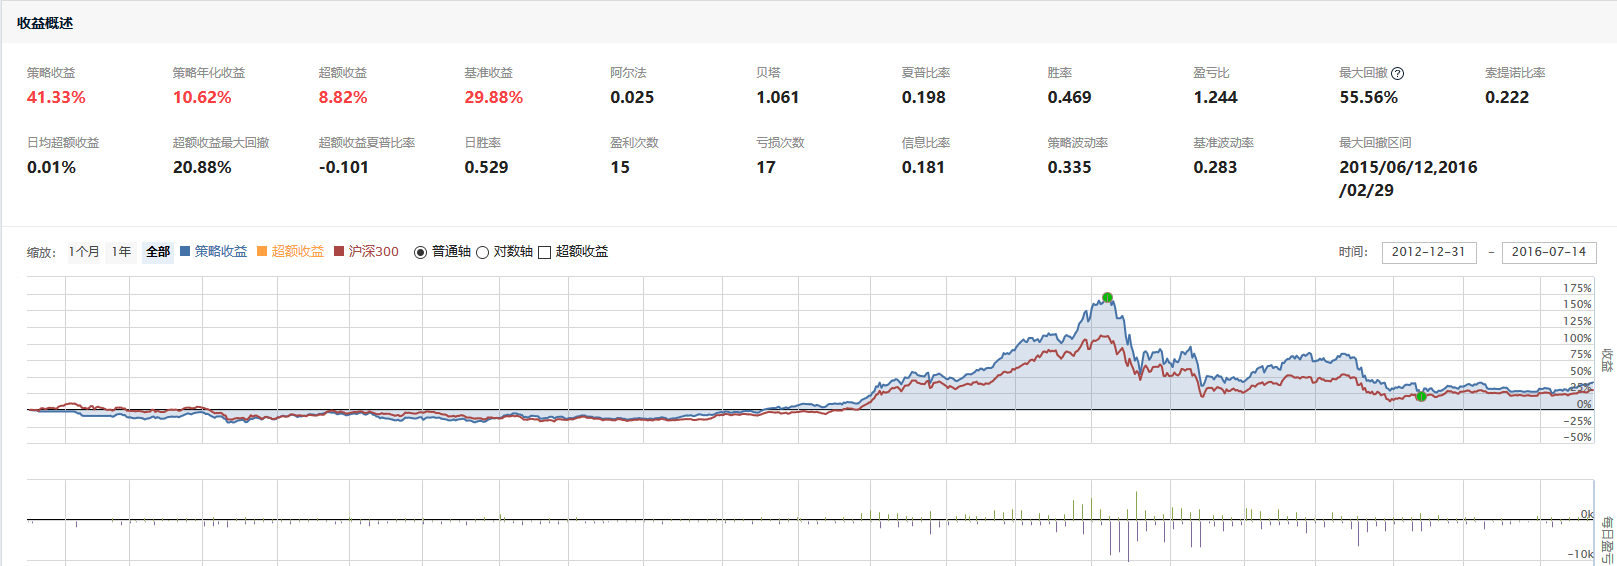 收益概述
策略收益 策略年化收益 超额收益 基准收益 阿尔法 贝塔 夏普比率 胜率 盈亏比 最大回撤 ? 索提诺比率
41.33% 10.62% 8.82% 29.88% 0.025 1.061 0.198 0.469 1.244 55.56% 0.222
日均超额收益 超额收益最大回撤 超额收益夏普比率 日胜率 盈利次数 亏损次数 信息比率 策略波动率 基准波动率 最大回撤区间
0.01% 20.88% -0.101 0.529 15 17 0.181 0.335 0.283 2015/06/12,2016
/02/29
缩放: 1个月 1年 全部 策略收益 超额收益 沪深300 普通轴 对数轴 超额收益 时间: 2012-12-31 - 2016-07-14
175%
150%
125%
100%
75%
50%
25%
0%
-25%
-50%
收益
0k
-10k
每日盈亏